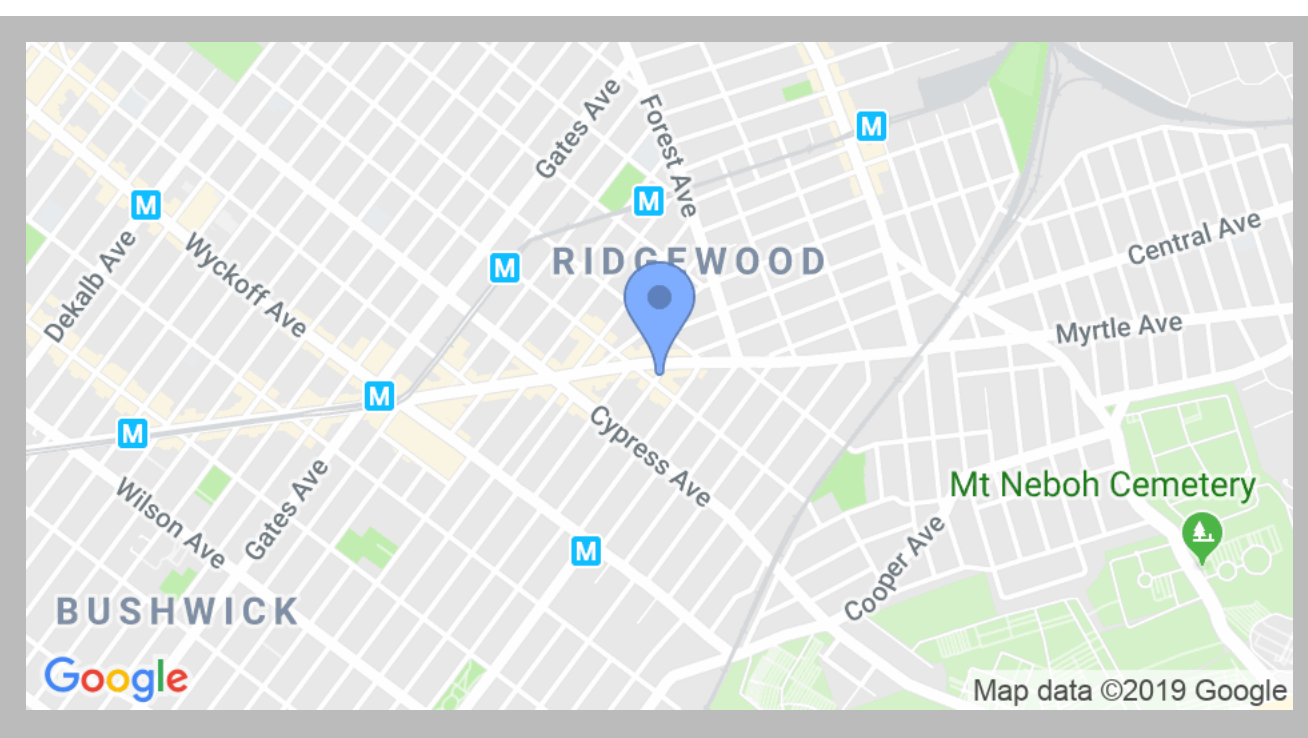 Gates Ave
Forest Ave
M
M
M
M
RIDGEWOOD
Central Ave
Dekalb Ave
Wyckoff Ave
Myrtle Ave
M
M
Cypress Ave
Mt Neboh Cemetery
Wilson Ave
Gates Ave
Cooper Ave
M
BUSHWICK
Google
Map data ©2019 Google